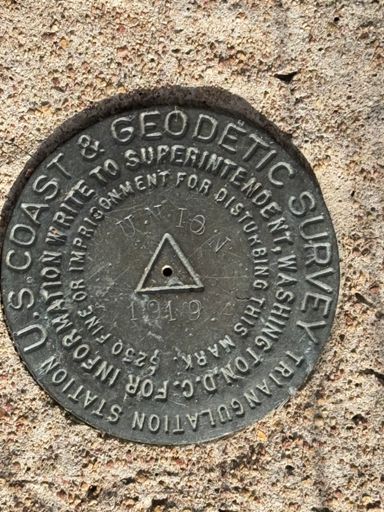 U.S. COAST & GEODETIC SURVEY TRIANGULATION STATION
FOR INFORMATION WRITE TO SUPERINTENDENT, WASHINGTON, D.C.
$250 FINE OR IMPRISONMENT FOR DISTURBING THIS MARK.
UNION
1919